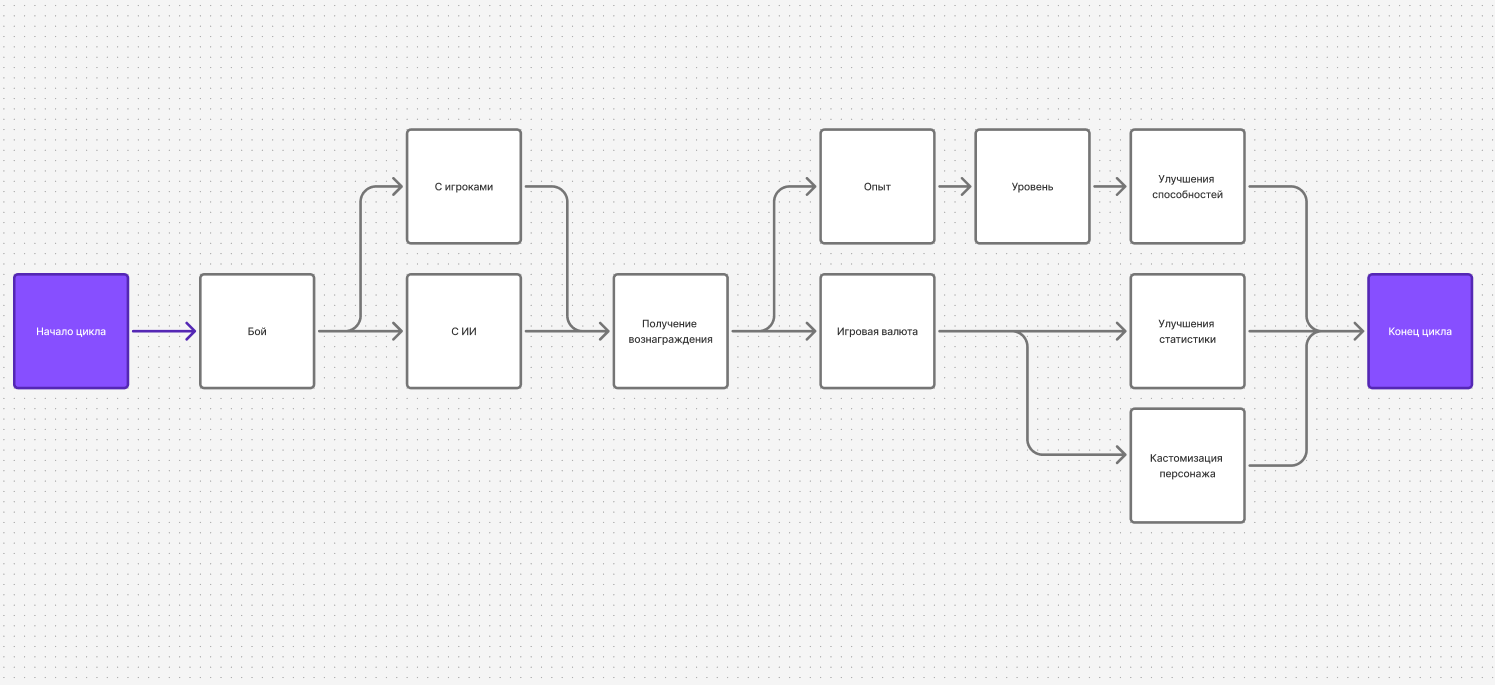 Начало цикла
Бой
С игроками
С ИИ
Получение
вознаграждения
Опыт
Уровень
Улучшения
способностей
Игровая валюта
Улучшения
статистики
Кастомизация
персонажа
Конец цикла